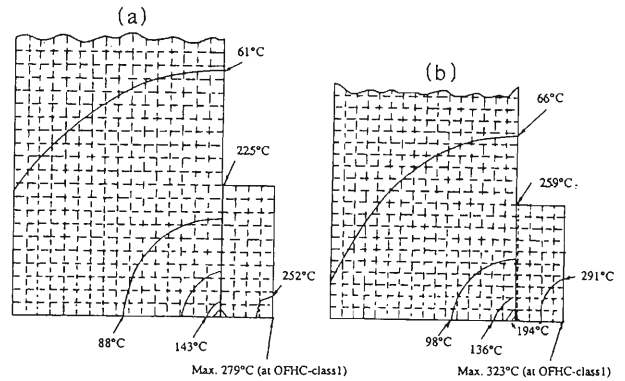 (a)
61°C
225°C
252°C
88°C
143°C
Max. 279°C (at OFHC-class1)
(b)
66°C
259°C
291°C
98°C
136°C
194°C
Max. 323°C (at OFHC-class1)